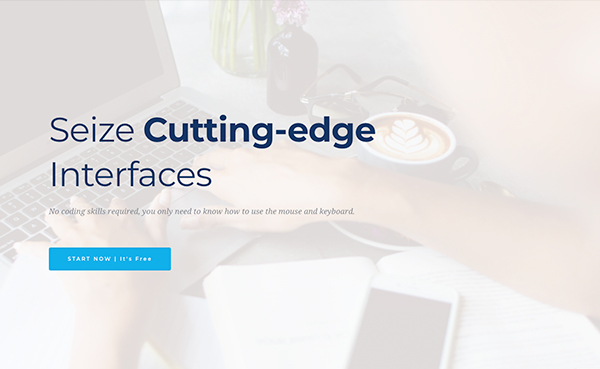 Seize Cutting-edge
Interfaces
No coding skills required, you only need to know how to use the mouse and keyboard.
START NOW | It's Free